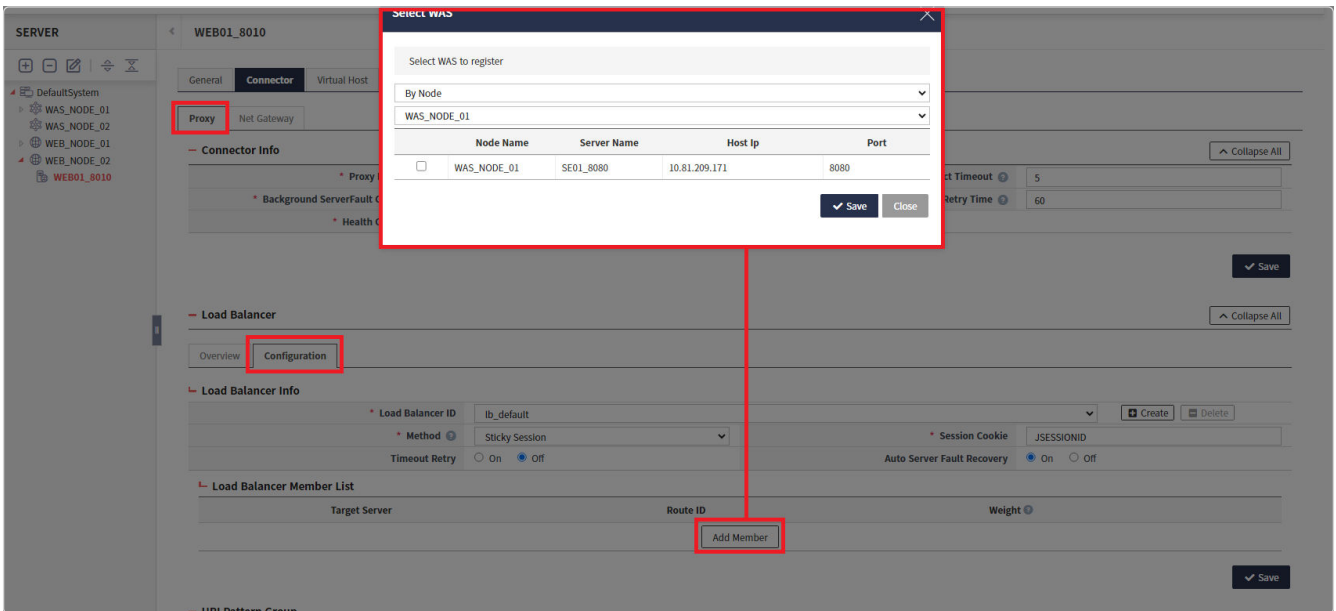 SERVER
WEB01_8010
DefaultSystem
WAS_NODE_01
WAS_NODE_02
WEB_NODE_01
WEB_NODE_02
WEB01_8010
General Connector Virtual Host
Proxy Net Gateway
Connector Info
Collapse All
* Proxy
ct Timeout 5
* Background ServerFault
Retry Time 60
* Health
Save
Select WAS
Select WAS to register
By Node
WAS_NODE_01
Node Name Server Name Host Ip Port
WAS_NODE_01 SE01_8080 10.81.209.171 8080
Save Close
Load Balancer
Collapse All
Overview Configuration
Load Balancer Info
* Load Balancer ID lb_default Create Delete
* Method Sticky Session * Session Cookie JSESSIONID
Timeout Retry On Off Auto Server Fault Recovery On Off
Load Balancer Member List
Target Server Route ID Weight
Add Member
Save
URI Pattern Group